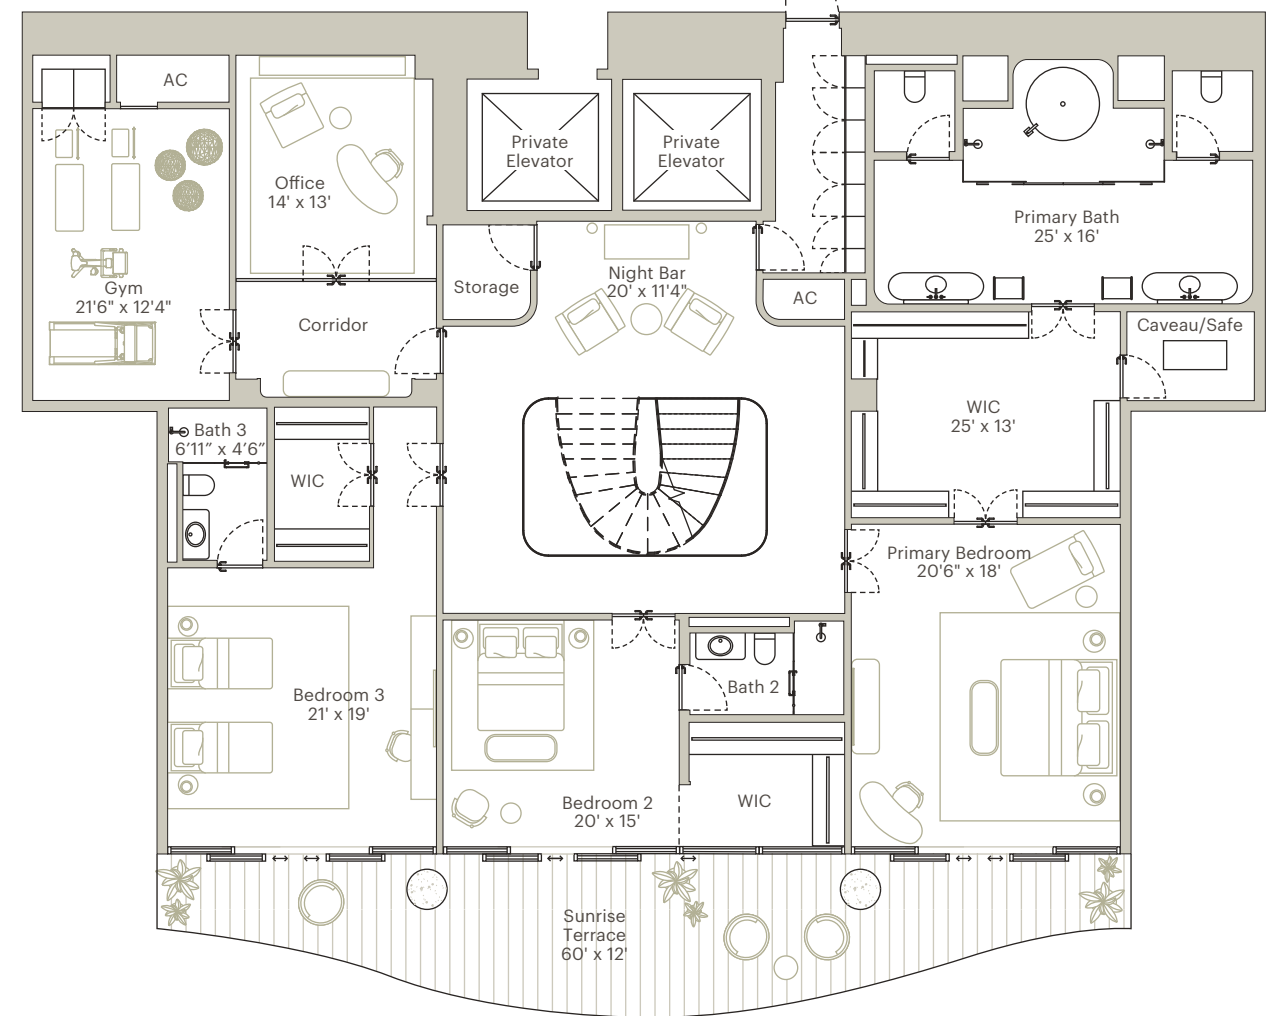 AC
Private
Elevator
Private
Elevator
Office
14' x 13'
Primary Bath
25' x 16'
Gym
21'6" x 12'4"
Storage
Night Bar
20' x 11'4"
AC
Corridor
Caveau/Safe
WIC
25' x 13'
Bath 3
6’11” x 4’6”
WIC
Primary Bedroom
20'6" x 18'
Bedroom 3
21' x 19'
Bath 2
Bedroom 2
20' x 15'
WIC
Sunrise
Terrace
60' x 12'